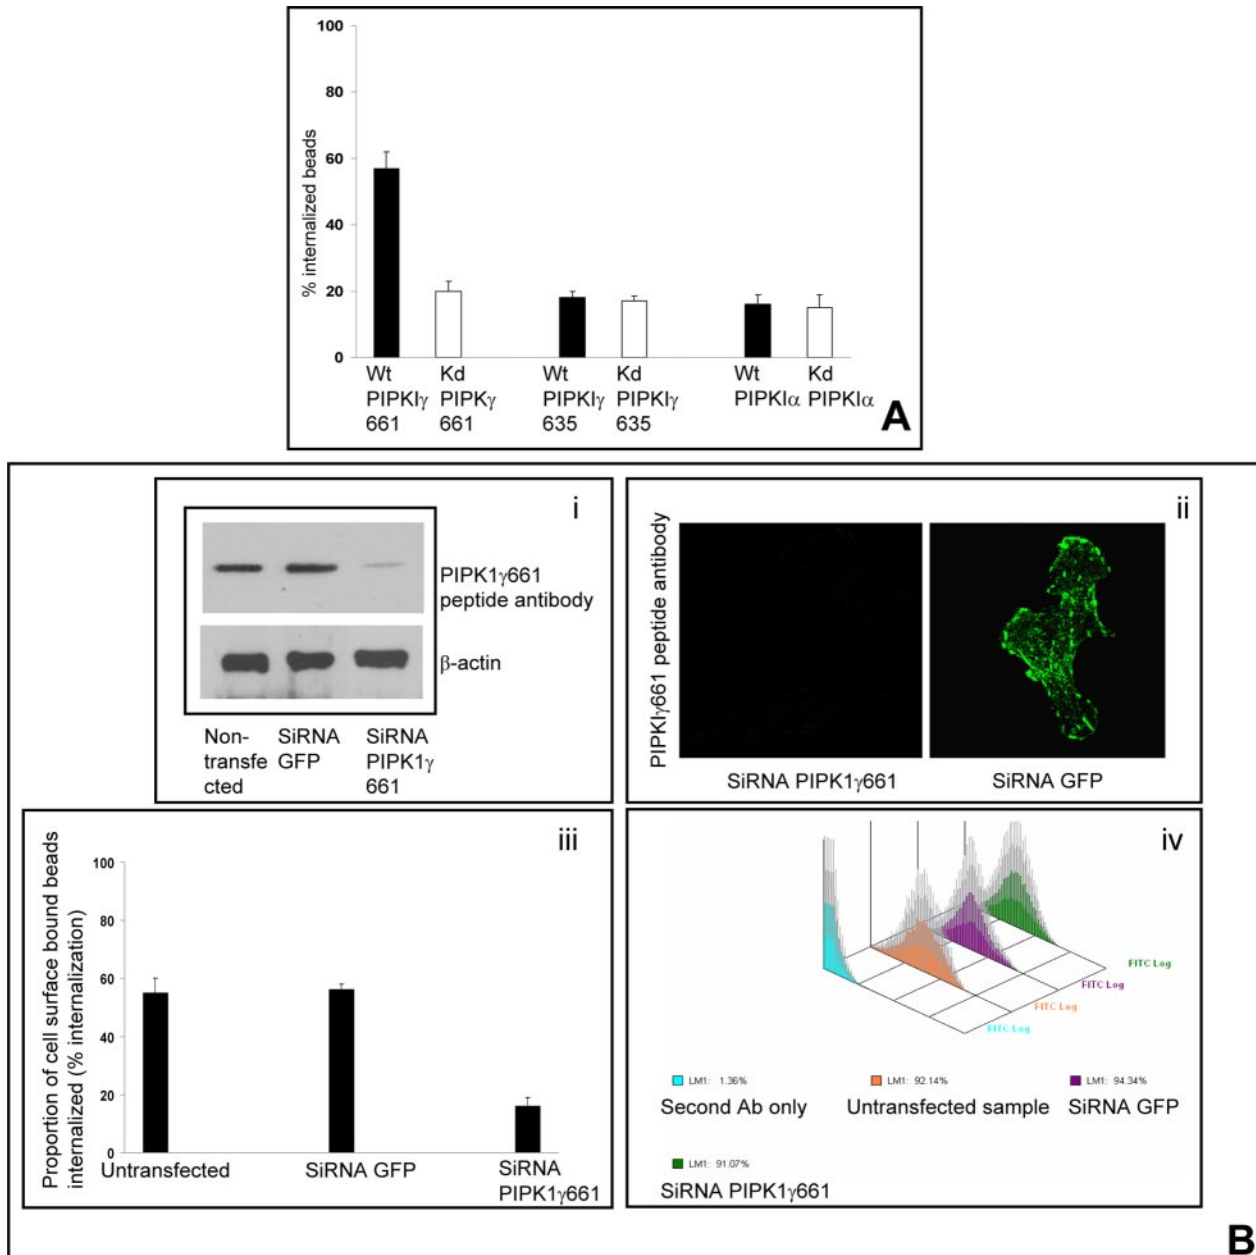 100
80
60
40
20
0
% internalized beads
Wt
PIPKIγ
661
Kd
PIPKγ
661
Wt
PIPKIγ
635
Kd
PIPKIγ
635
Wt
PIPKIα
Kd
PIPKIα
A
i
PIPK1γ661
peptide antibody
β-actin
Non-
transfe
cted
SiRNA
GFP
SiRNA
PIPK1γ
661
ii
PIPKIγ661 peptide antibody
SiRNA PIPK1γ661
SiRNA GFP
iii
Proportion of cell surface bound beads
internalized (% internalization)
100
80
60
40
20
0
Untransfected
SiRNA GFP
SiRNA
PIPK1γ661
iv
FITC Log
FITC Log
FITC Log
FITC Log
LM1: 1.36%
Second Ab only
LM1: 92.14%
Untransfected sample
LM1: 94.34%
SiRNA GFP
LM1: 91.07%
SiRNA PIPK1γ661
B